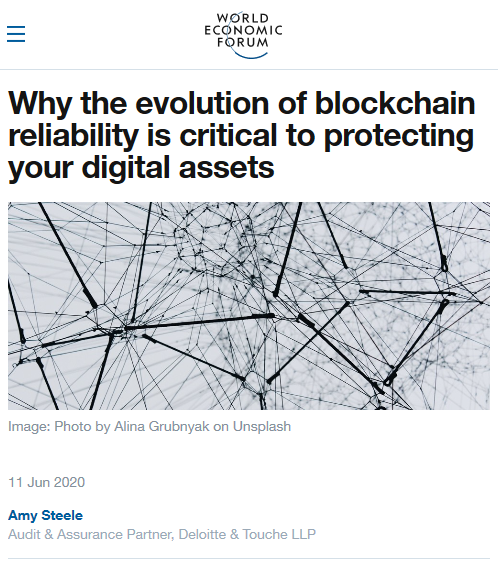 WORLD
ECONOMIC
FORUM
Why the evolution of blockchain
reliability is critical to protecting
your digital assets
Image: Photo by Alina Grubnyak on Unsplash
11 Jun 2020
Amy Steele
Audit & Assurance Partner, Deloitte & Touche LLP